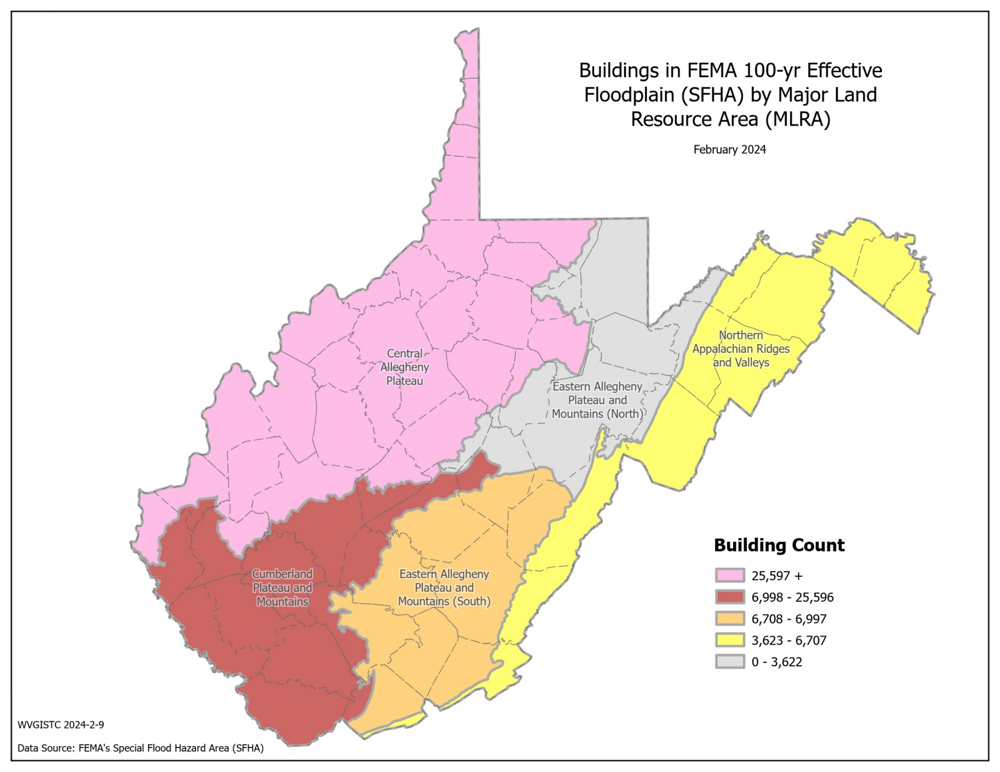 Buildings in FEMA 100-yr Effective
Floodplain (SFHA) by Major Land
Resource Area (MLRA)
February 2024
Northern
Appalachian Ridges
and Valleys
Central
Allegheny
Plateau
Eastern Allegheny
Plateau and
Mountains (North)
Cumberland
Plateau and
Mountains
Eastern Allegheny
Plateau and
Mountains (South)
Building Count
25,597 +
6,998 - 25,596
6,708 - 6,997
3,623 - 6,707
0 - 3,622
WVGISTC 2024-2-9
Data Source: FEMA's Special Flood Hazard Area (SFHA)